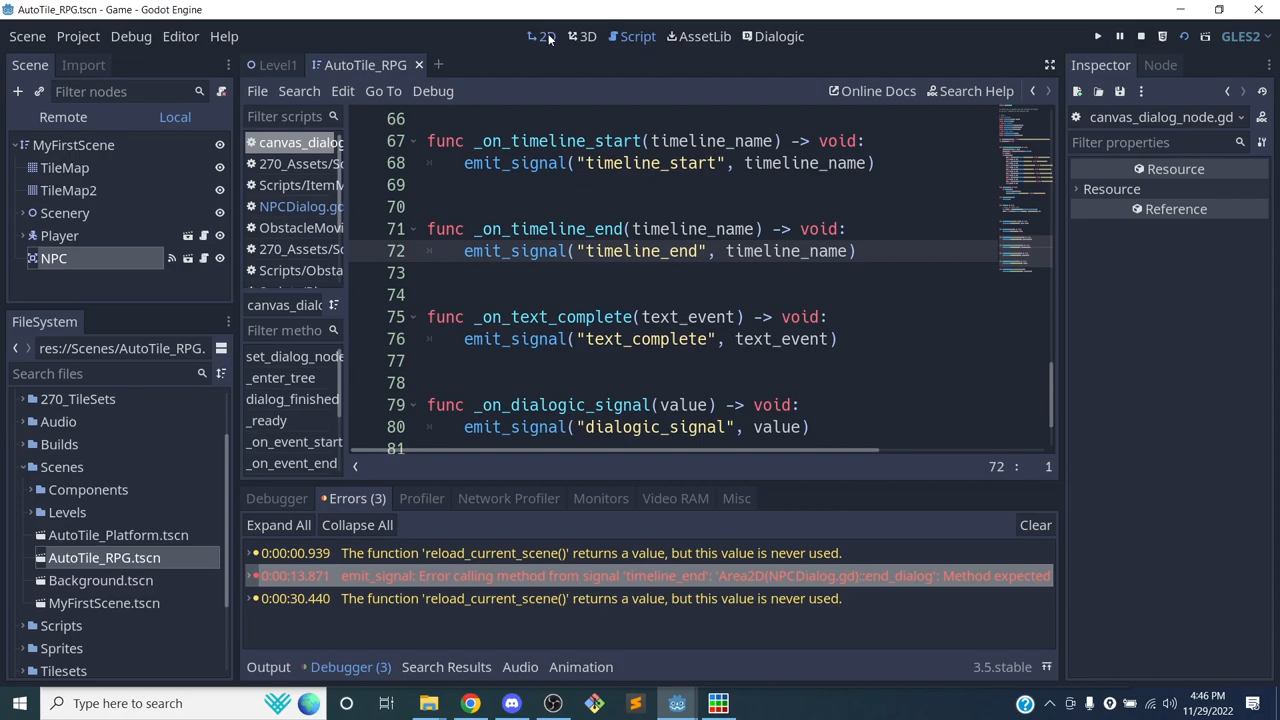 AutoTile_RPG.tscn - Game - Godot Engine
Scene Project Debug Editor Help
2D 3D Script AssetLib Dialogic GLES2
Scene Import
Level1 AutoTile_RPG
Inspector Node
Filter nodes
File Search Edit Go To Debug
Online Docs Search Help
Remote Local
Filter scripts
66
canvas_dialog_node.gd
MyFirstScene
67 func _on_timeline_start(timeline_name) -> void:
canvas_dialog
Filter properties
TileMap
68 emit_signal("timeline_start", timeline_name)
270_Assets/Sc
Resource
TileMap2
69
Scripts/ItemM
Resource
Scenery
70
NPCDialog.gd
Reference
Player
71 func _on_timeline_end(timeline_name) -> void:
ObstacleMovi
NPC
72 emit_signal("timeline_end", timeline_name)
270_Assets/Sc
73
Scripts/Obsta
74
canvas_dialo
FileSystem
75 func _on_text_complete(text_event) -> void:
Filter metho
res://Scenes/AutoTile_RPG.
76 emit_signal("text_complete", text_event)
set_dialog_node
Search files
77
_enter_tree
78
270_TileSets
dialog_finished
79 func _on_dialogic_signal(value) -> void:
Audio
_ready
80 emit_signal("dialogic_signal", value)
Builds
_on_event_start
81
Scenes
_on_event_end
72 : 1
Components
Debugger Errors (3) Profiler Network Profiler Monitors Video RAM Misc
Levels
Expand All Collapse All Clear
AutoTile_Platform.tscn
0:00:00.939 The function 'reload_current_scene()' returns a value, but this value is never used.
AutoTile_RPG.tscn
0:00:13.871 emit_signal: Error calling method from signal 'timeline_end': 'Area2D(NPCDialog.gd)::end_dialog': Method expected
Background.tscn
0:00:30.440 The function 'reload_current_scene()' returns a value, but this value is never used.
MyFirstScene.tscn
Scripts
Sprites
Tilesets
Output Debugger (3) Search Results Audio Animation 3.5.stable
Type here to search
4:46 PM
11/29/2022